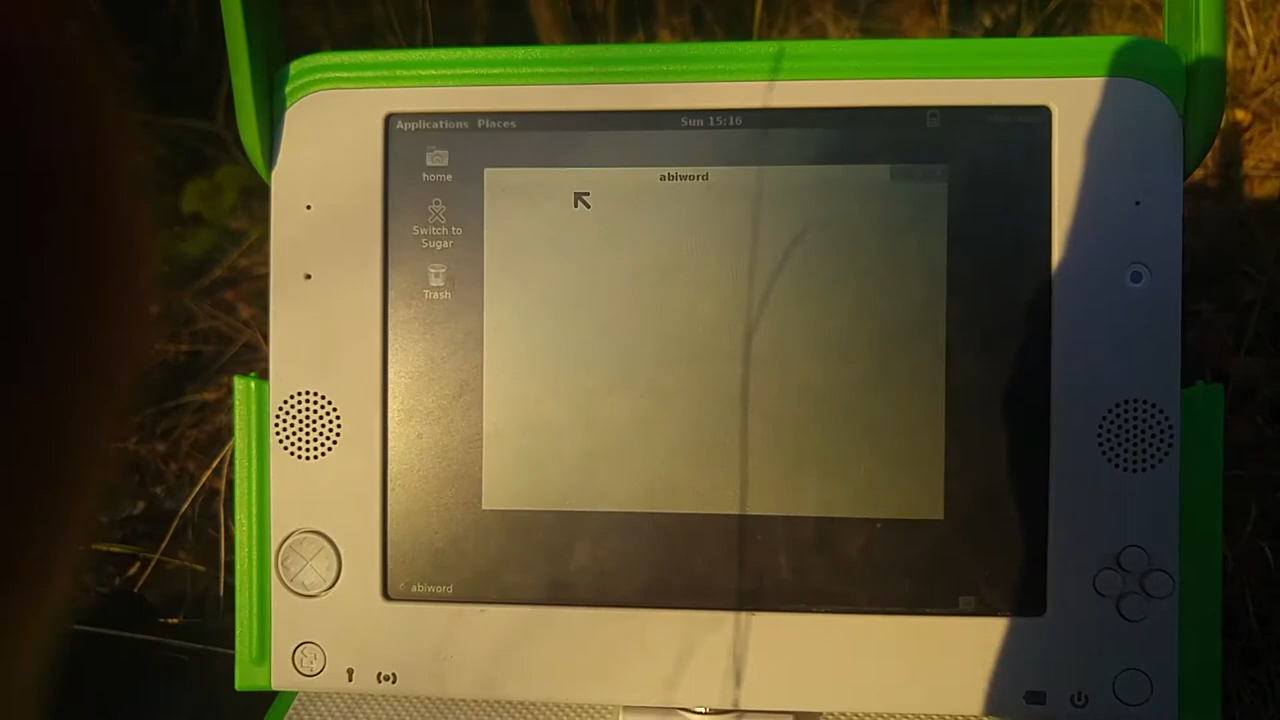 Applications Places Sun 15:16
home
abiword
Switch to
Sugar
Trash
abiword